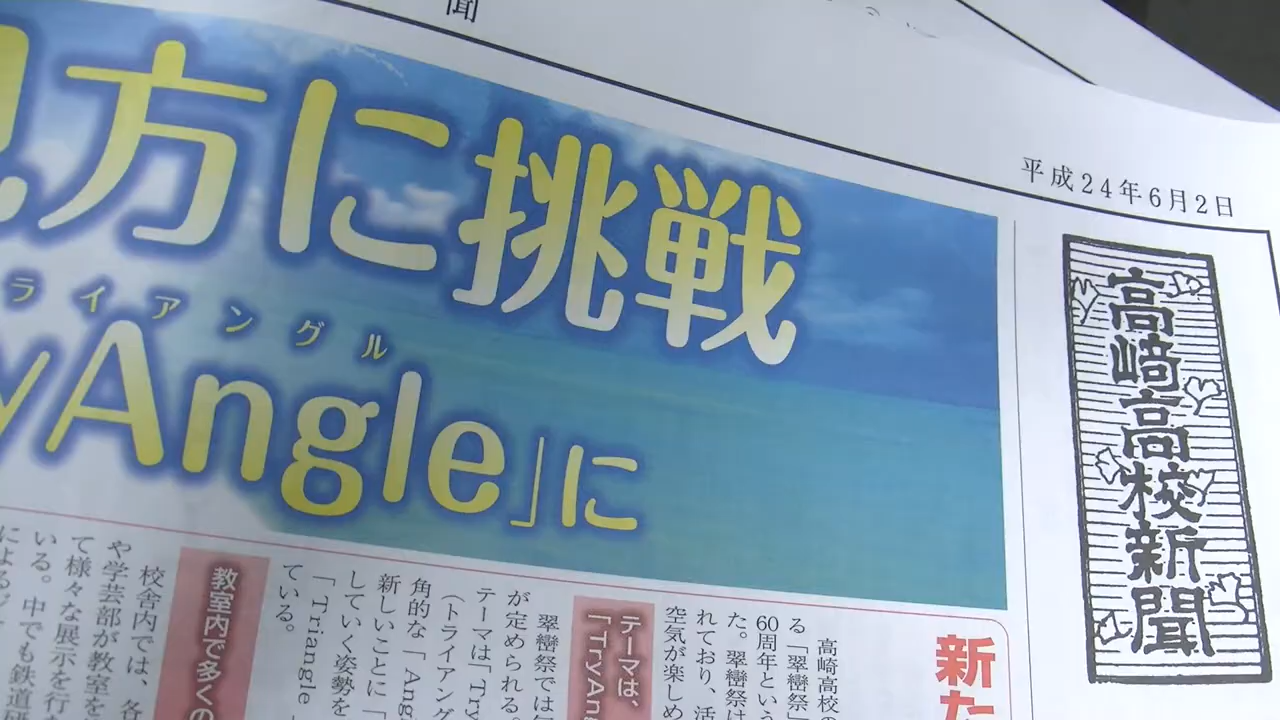 聞
平成24年6月2日
高崎高校新聞
方に挑戦
ライアングル
yAngle」に
新た
高崎高校の
る「翠巒祭」
60周年という
た。翠巒祭は
れており、活
空気が楽しめ
テーマは、
「TryAn
翠巒祭では
が定められる。
テーマは「Try
（トライアング
角的な「Ang
新しいことに「
していく姿勢を
「Triangle
ている。
教室内で多くの
校舎内では、各
や学芸部が教室を
て様々な展示を行
いる。中でも鉄道研